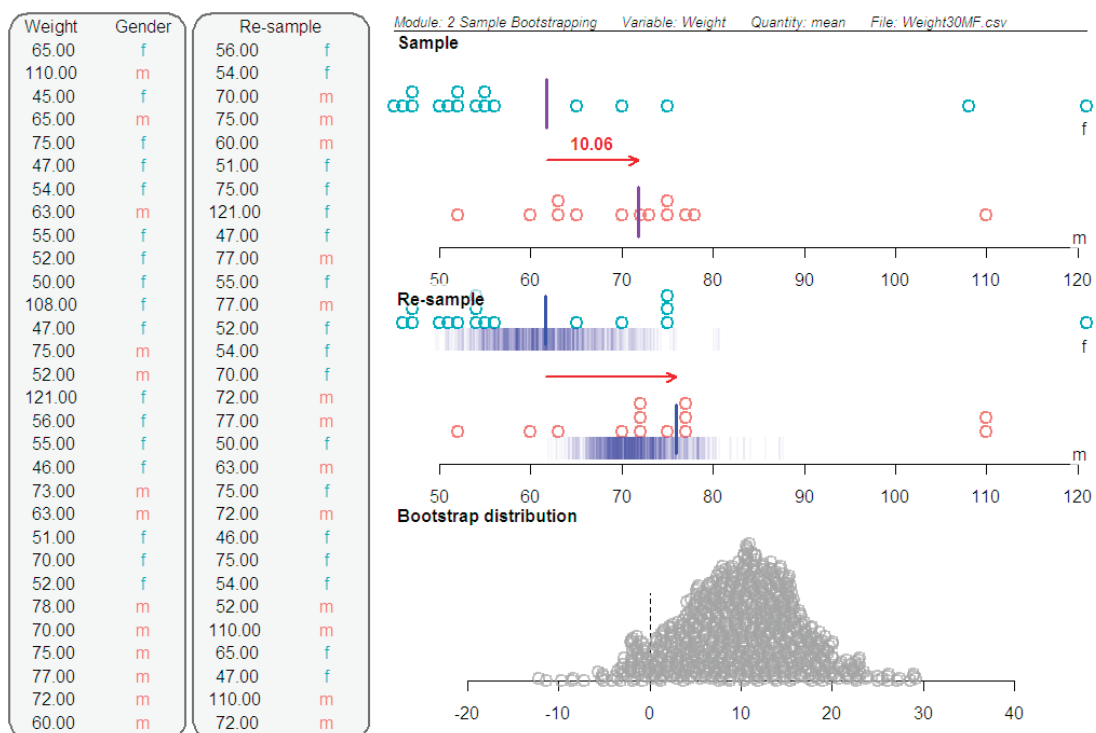 Weight Gender
65.00 f
110.00 m
45.00 f
65.00 m
75.00 f
47.00 f
54.00 f
63.00 m
55.00 f
52.00 f
50.00 f
108.00 f
47.00 f
75.00 m
52.00 m
121.00 f
56.00 f
55.00 f
46.00 f
73.00 m
63.00 m
51.00 f
70.00 f
52.00 f
78.00 m
70.00 m
75.00 m
77.00 m
72.00 m
60.00 m
Re-sample
56.00 f
54.00 f
70.00 m
75.00 m
60.00 m
51.00 f
75.00 f
121.00 f
47.00 f
77.00 m
55.00 f
77.00 m
52.00 f
54.00 f
70.00 f
72.00 m
77.00 m
50.00 f
63.00 m
75.00 f
72.00 m
46.00 f
75.00 f
54.00 f
52.00 m
110.00 m
65.00 f
47.00 f
110.00 m
72.00 m
Module: 2 Sample Bootstrapping Variable: Weight Quantity: mean File: Weight30MF.csv
Sample
f
10.06
m
50 60 70 80 90 100 110 120
Re-sample
f
m
50 60 70 80 90 100 110 120
Bootstrap distribution
-20 -10 0 10 20 30 40